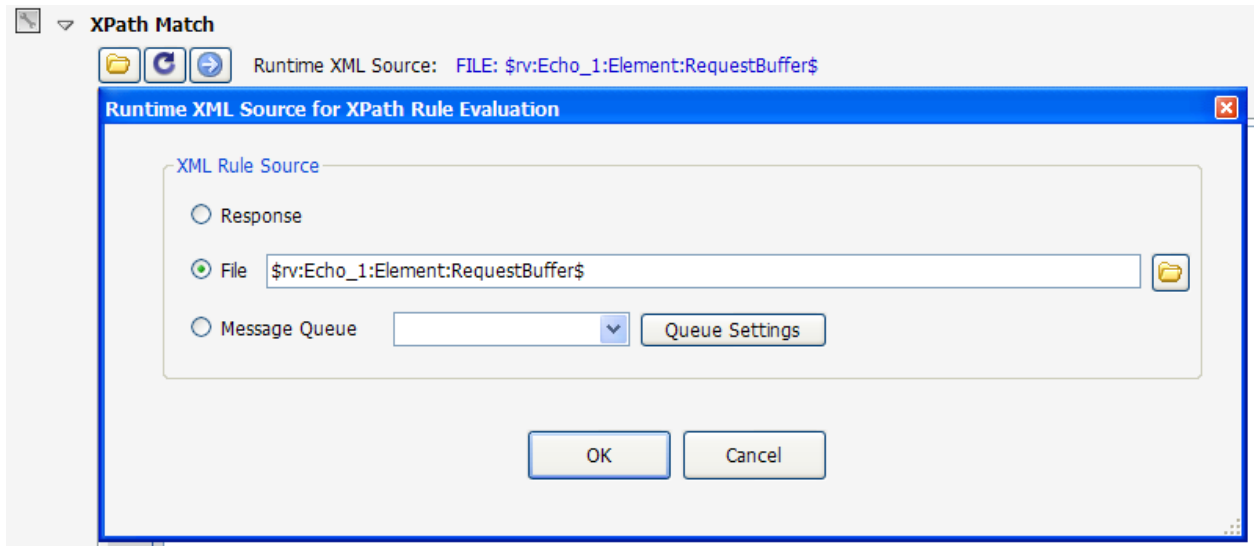 XPath Match
Runtime XML Source: FILE: $rv:Echo_1:Element:RequestBuffer$
Runtime XML Source for XPath Rule Evaluation
XML Rule Source
Response
File $rv:Echo_1:Element:RequestBuffer$
Message Queue Queue Settings
OK Cancel